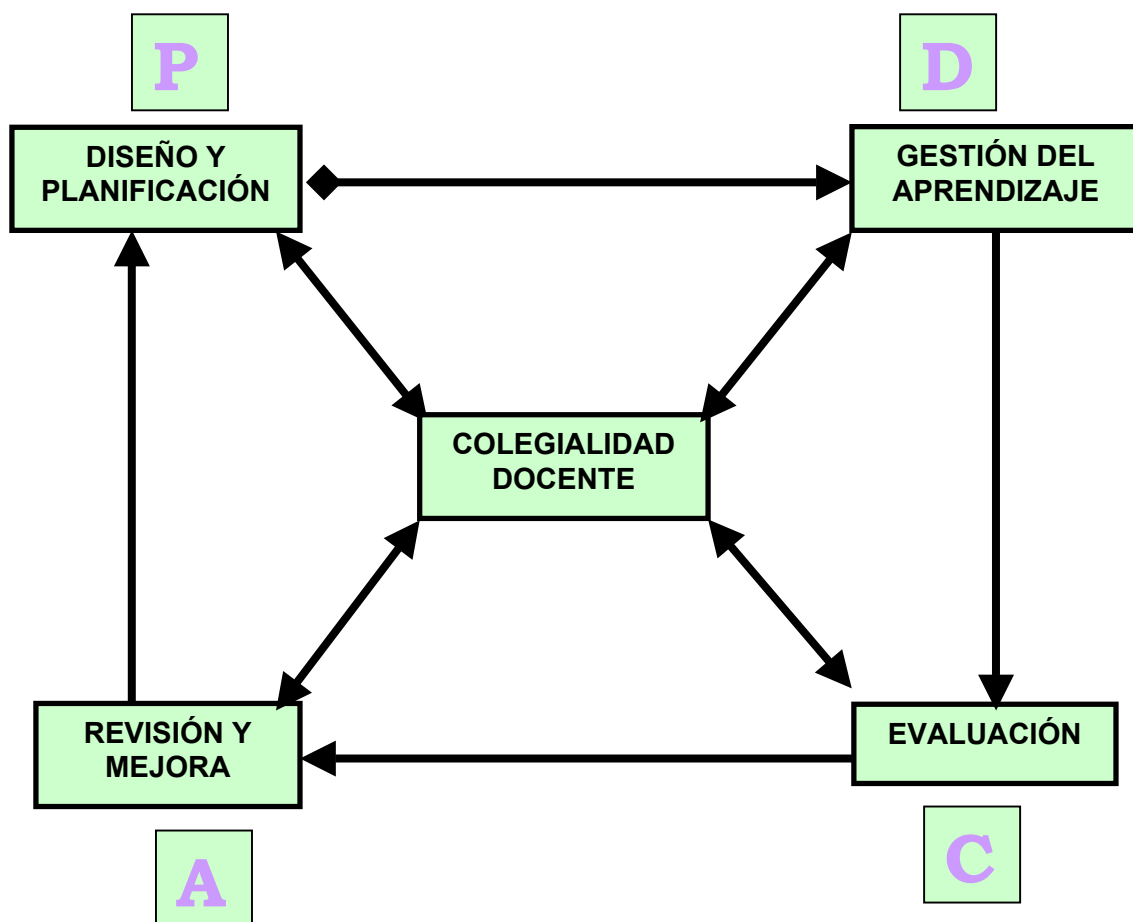 P
D
DISEÑO Y
PLANIFICACIÓN
GESTIÓN DEL
APRENDIZAJE
COLEGIALIDAD
DOCENTE
REVISIÓN Y
MEJORA
EVALUACIÓN
A
C